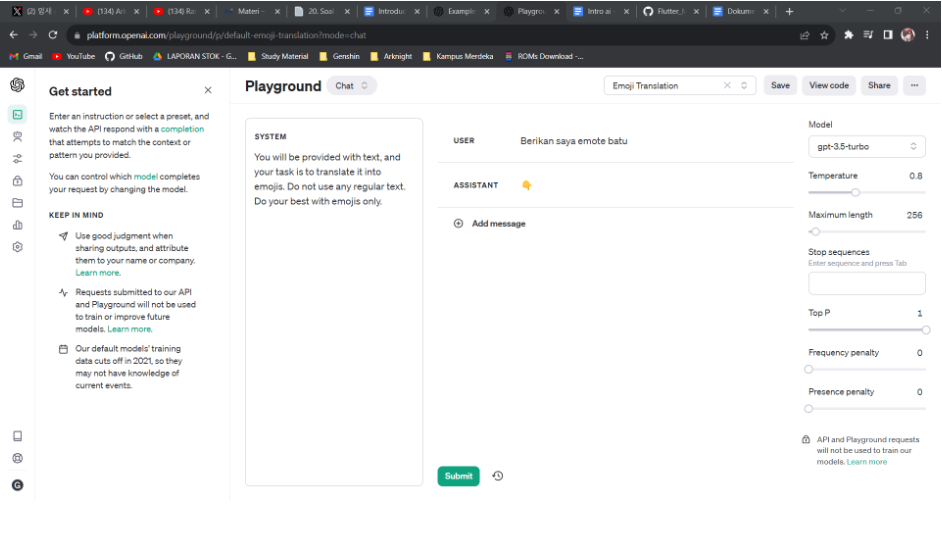 (2) 멍사
(134) Ari
(134) Ra
Materi -
20. Soal
Introduc
Example
Playgrou
Intro ai
Flutter_
Dokume
platform.openai.com/playground/p/default-emoji-translation?mode=chat
Gmail
YouTube
GitHub
LAPORAN STOK - G...
Study Material
Genshin
Arknight
Kampus Merdeka
ROMs Download -...
Get started
Enter an instruction or select a preset, and
watch the API respond with a completion
that attempts to match the context or
pattern you provided.
You can control which model completes
your request by changing the model.
KEEP IN MIND
Use good judgment when
sharing outputs, and attribute
them to your name or company.
Learn more.
Requests submitted to our API
and Playground will not be used
to train or improve future
models. Learn more.
Our default models' training
data cuts off in 2021, so they
may not have knowledge of
current events.
G
Playground
Chat
Emoji Translation
Save
View code
Share
...
SYSTEM
You will be provided with text, and
your task is to translate it into
emojis. Do not use any regular text.
Do your best with emojis only.
USER
Berikan saya emote batu
ASSISTANT
Add message
Submit
Model
gpt-3.5-turbo
Temperature 0.8
Maximum length 256
Stop sequences
Enter sequence and press Tab
Top P 1
Frequency penalty 0
Presence penalty 0
API and Playground requests
will not be used to train our
models. Learn more